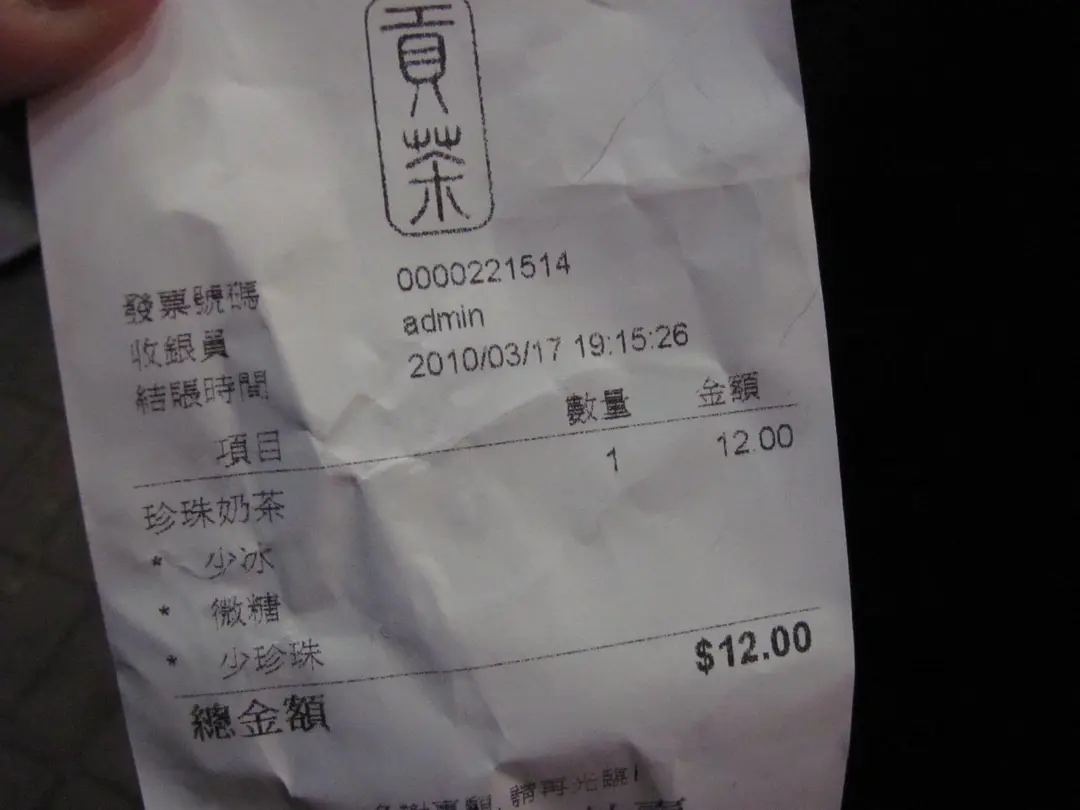 貢茶
發票號碼 0000221514
收銀員 admin
結賬時間 2010/03/17 19:15:26
項目 數量 金額
珍珠奶茶 1 12.00
* 少冰
* 微糖
* 少珍珠
總金額 $12.00
惠顧,請再光臨!